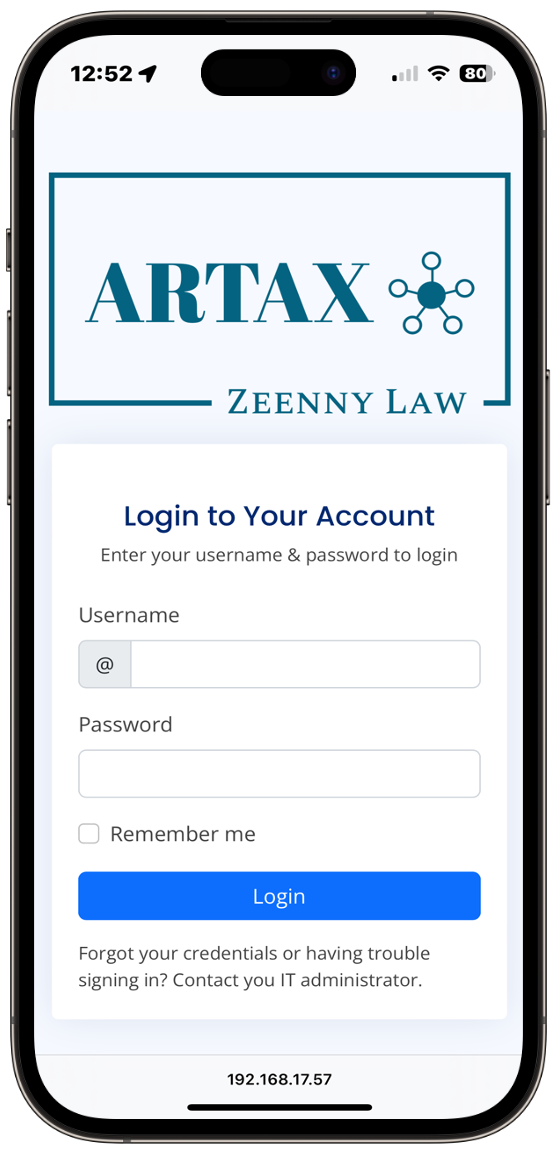 12:52
80
ARTAX
ZEENNY LAW
Login to Your Account
Enter your username & password to login
Username
@
Password
Remember me
Login
Forgot your credentials or having trouble
signing in? Contact you IT administrator.
192.168.17.57